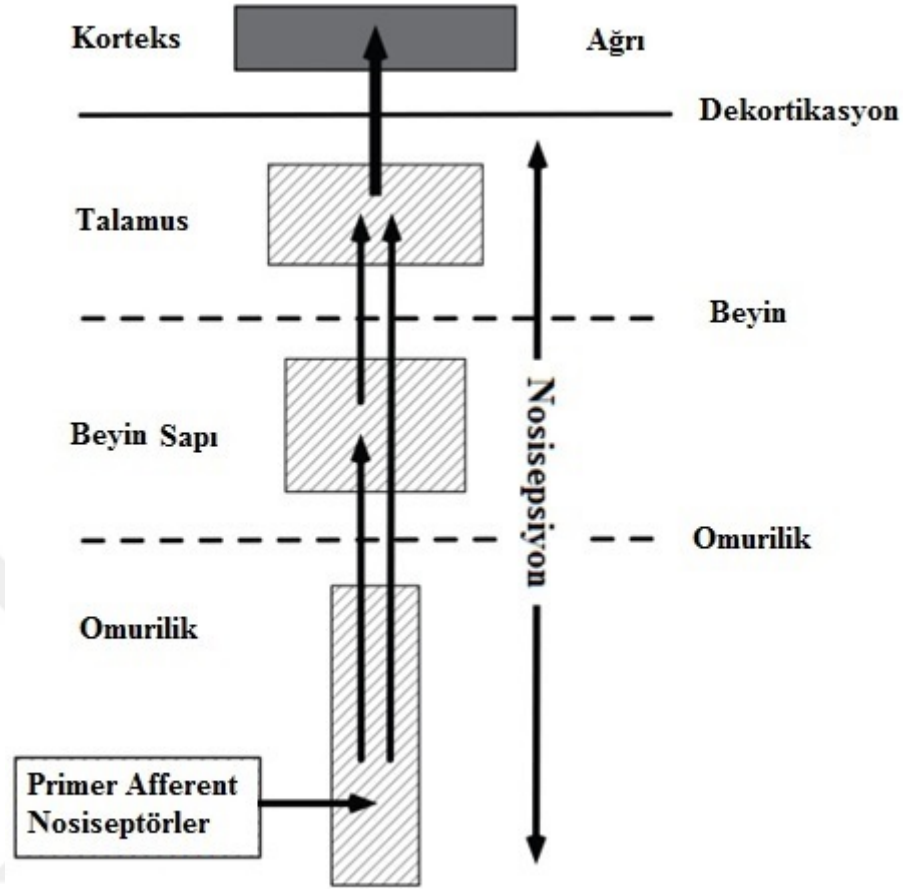 Korteks
Ağrı
Dekortikasyon
Talamus
Beyin
Nosisepsiyon
Beyin Sapı
Omurilik
Omurilik
Primer Afferent
Nosiseptörler